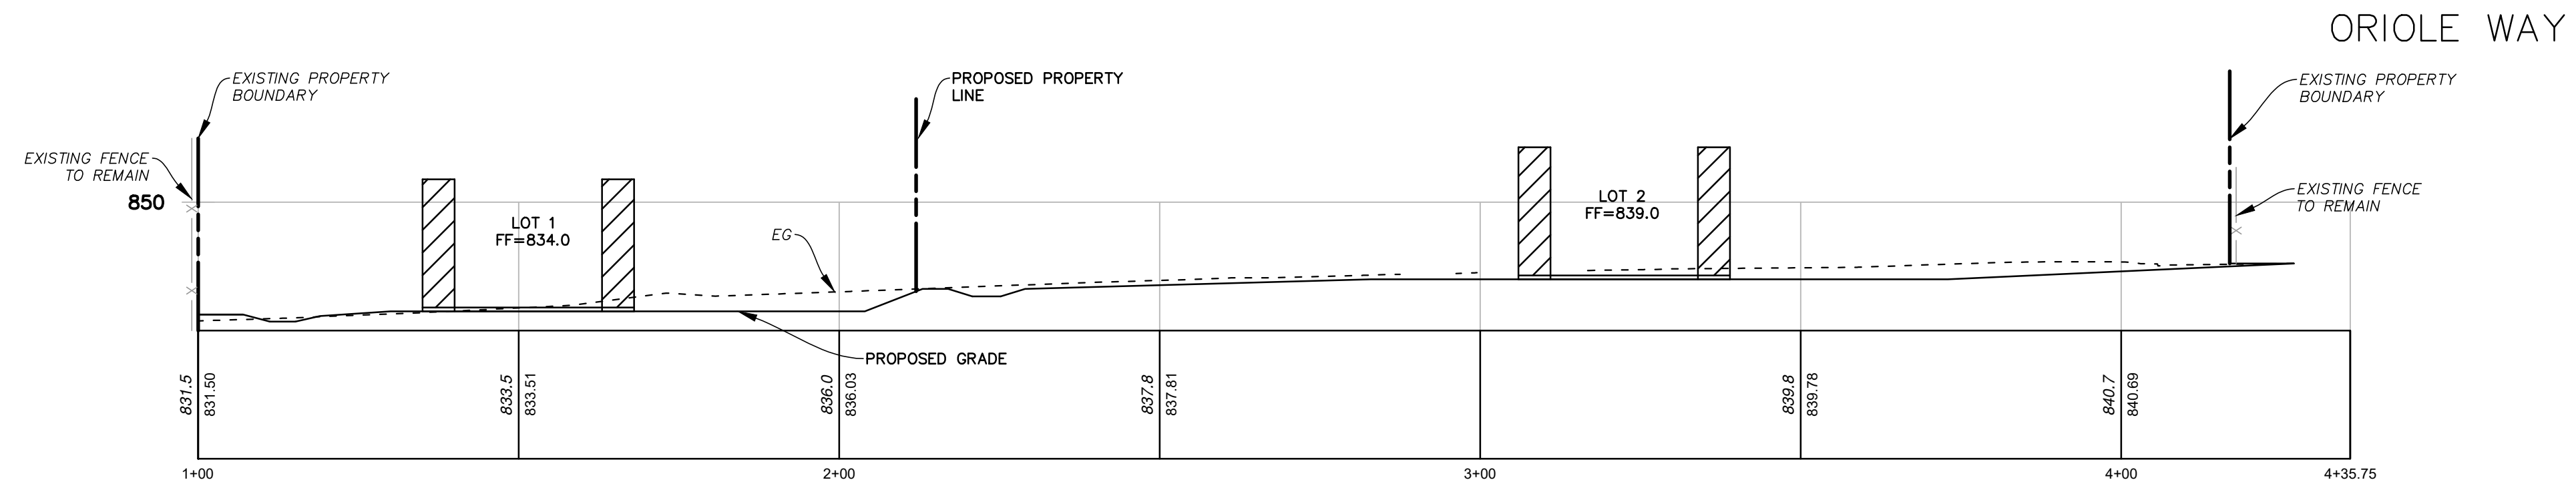 ORIOLE WAY
EXISTING PROPERTY
BOUNDARY
PROPOSED PROPERTY
LINE
EXISTING PROPERTY
BOUNDARY
EXISTING FENCE
TO REMAIN
850
LOT 1
FF=834.0
EG
LOT 2
FF=839.0
EXISTING FENCE
TO REMAIN
PROPOSED GRADE
831.5
831.50
833.5
833.51
836.0
836.03
837.8
837.81
839.8
839.78
840.7
840.69
1+00
2+00
3+00
4+00
4+35.75